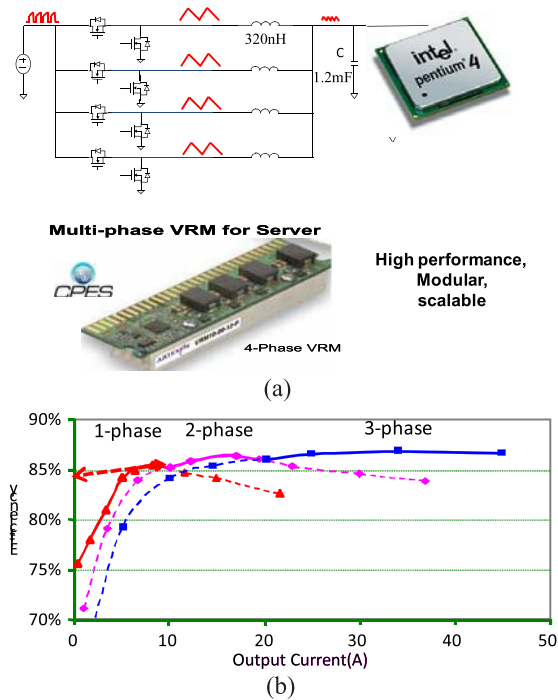 320nH
C
1.2mF
intel
pentium 4
v
Multi-phase VRM for Server
CPES
4-Phase VRM
High performance,
Modular,
scalable
(a)
1-phase 2-phase 3-phase
90%
85%
80%
75%
70%
0 10 20 30 40 50
Output Current(A)
(b)